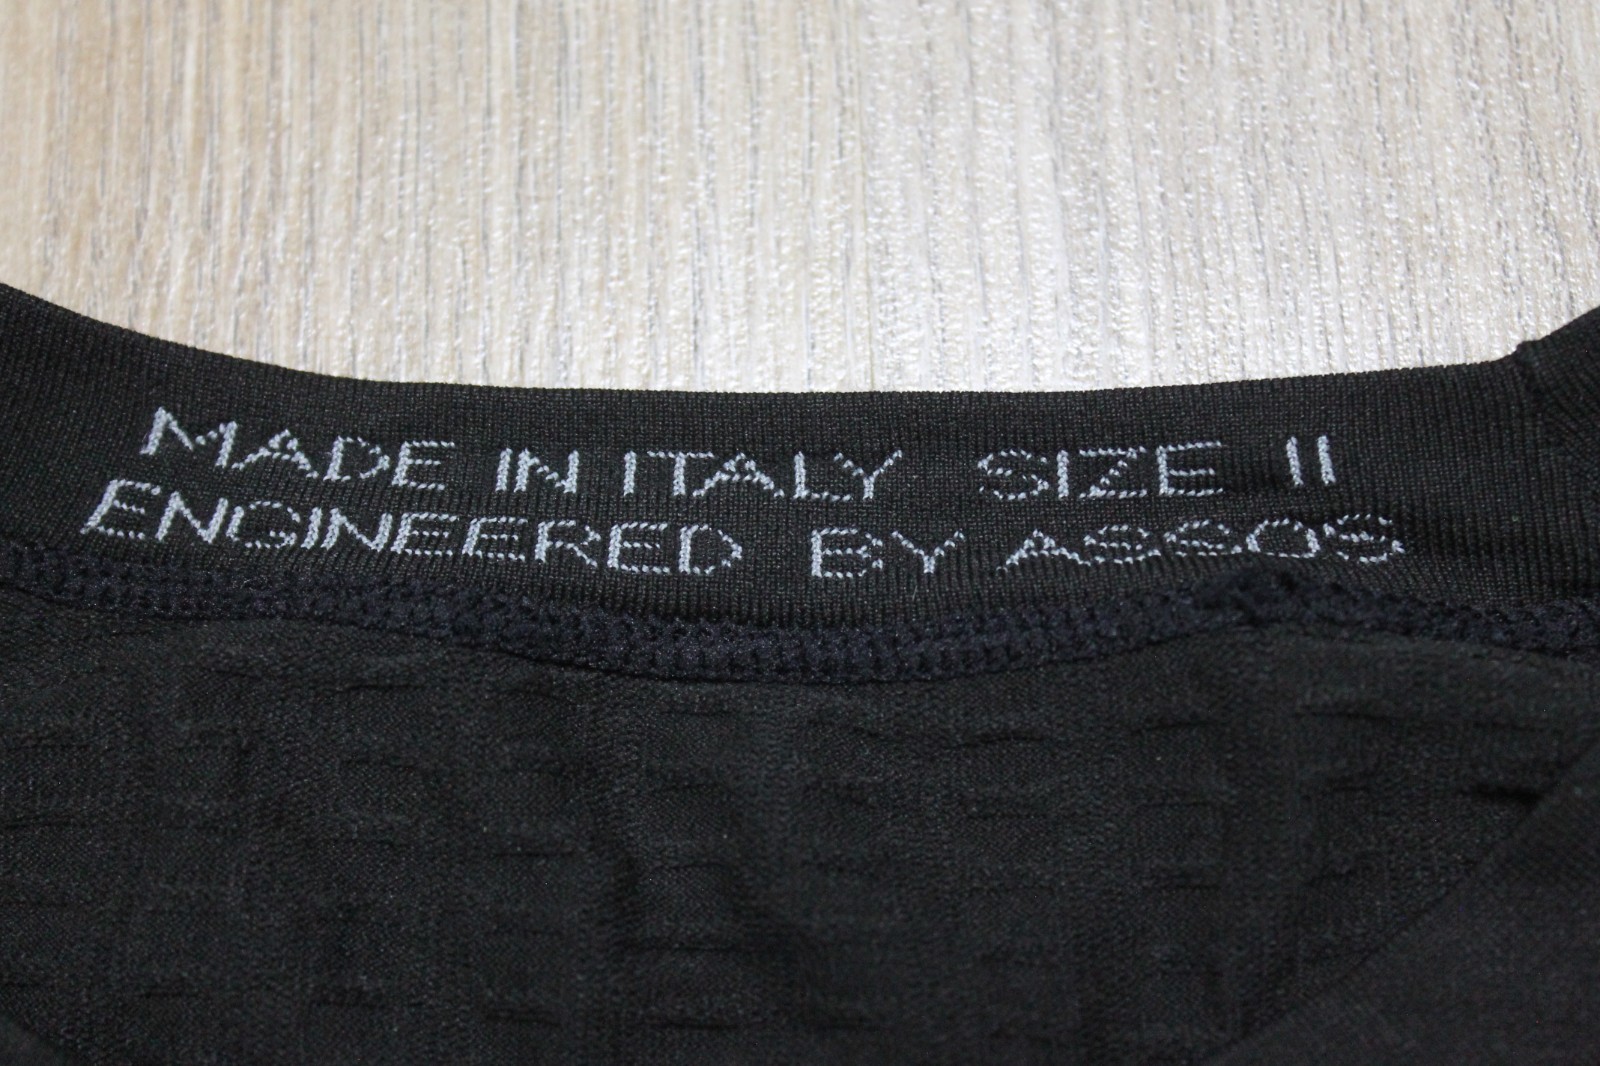 MADE IN ITALY SIZE II
ENGINEERED BY ASSOS